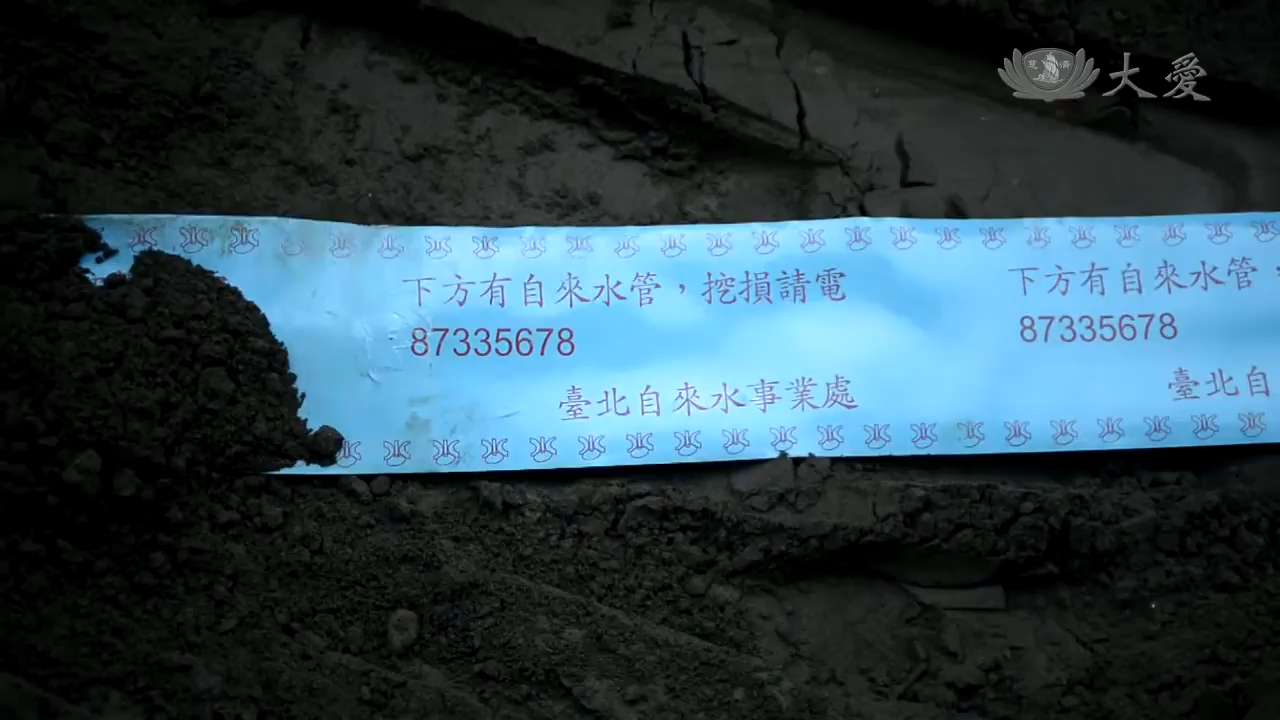 大愛
下方有自來水管，挖損請電
87335678
臺北自來水事業處
下方有自來水管，
87335678
臺北自